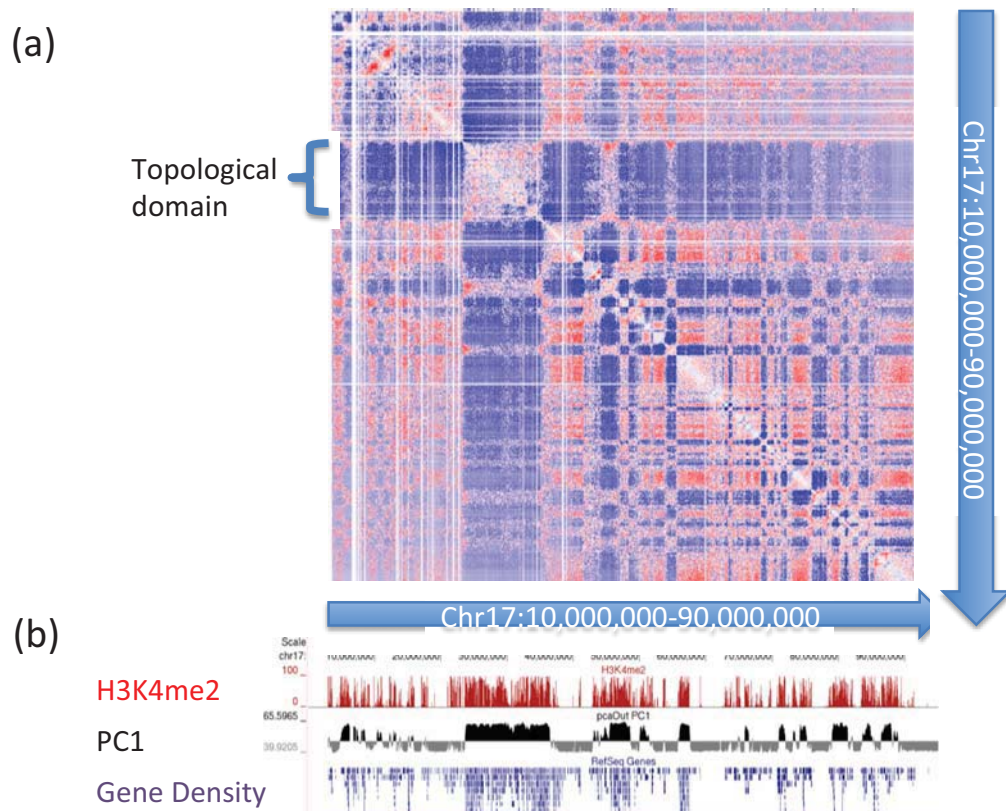 (a)
Topological
domain
Chr17:10,000,000-90,000,000
Chr17:10,000,000-90,000,000
(b)
Scale
chr17:
10,000,000 20,000,000 30,000,000 40,000,000 50,000,000 60,000,000 70,000,000 80,000,000 90,000,000
H3K4me2
100
H3K4me2
0
65.5965
pcaOut PC1
PC1
39.9205
RefSeq Genes
Gene Density